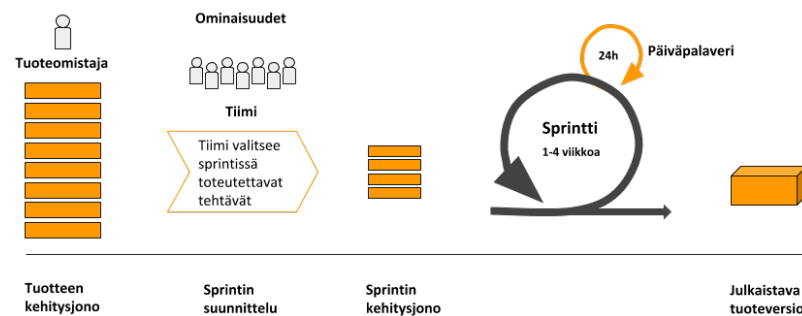 Ominaisuudet
Tuoteomistaja
Tiimi
Tiimi valitsee
sprintissä
toteutettavat
tehtävät
24h
Päiväpalaveri
Sprintti
1-4 viikkoa
Tuotteen
kehitysjono
Sprintin
suunnittelu
Sprintin
kehitysjono
Julkaistava
tuoteversio